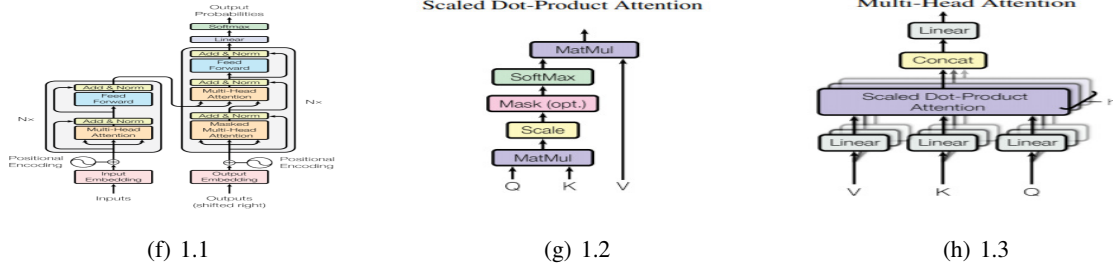 Output
Probabilities
Softmax
Linear
Add & Norm
Feed
Forward
Add & Norm
Multi-Head
Attention
Add & Norm
Masked
Multi-Head
Attention
Nx
Add & Norm
Feed
Forward
Add & Norm
Multi-Head
Attention
Nx
Positional
Encoding
Positional
Encoding
Input
Embedding
Output
Embedding
Inputs
Outputs
(shifted right)
(f) 1.1
Scaled Dot-Product Attention
MatMul
SoftMax
Mask (opt.)
Scale
MatMul
Q K V
(g) 1.2
Multi-Head Attention
Linear
Concat
Scaled Dot-Product
Attention
h
Linear Linear Linear
V K Q
(h) 1.3